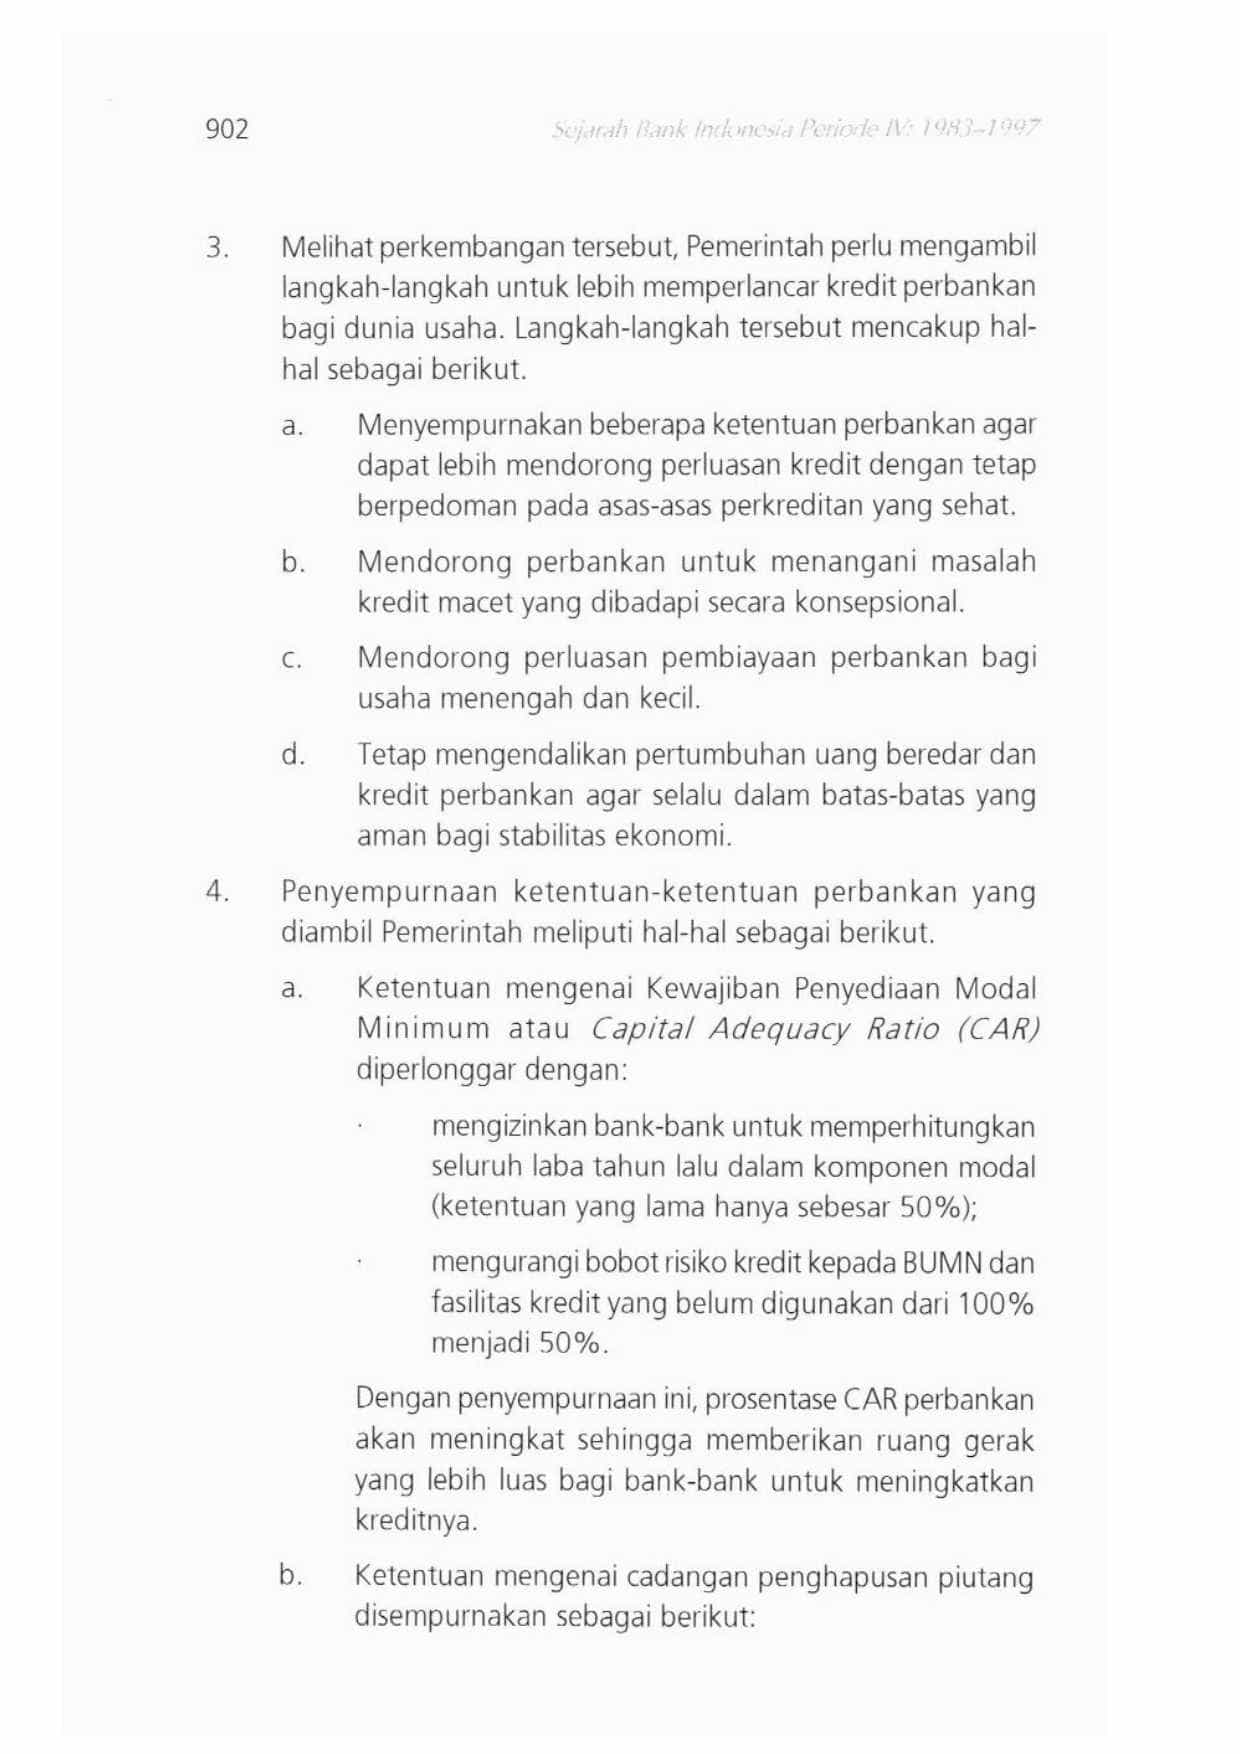 902
Sejarah Bank Indonesia Periode IV: 1983–1997
3. Melihat perkembangan tersebut, Pemerintah perlu mengambil
langkah-langkah untuk lebih memperlancar kredit perbankan
bagi dunia usaha. Langkah-langkah tersebut mencakup hal-
hal sebagai berikut.
a. Menyempurnakan beberapa ketentuan perbankan agar
dapat lebih mendorong perluasan kredit dengan tetap
berpedoman pada asas-asas perkreditan yang sehat.
b. Mendorong perbankan untuk menangani masalah
kredit macet yang dibadapi secara konsepsional.
c. Mendorong perluasan pembiayaan perbankan bagi
usaha menengah dan kecil.
d. Tetap mengendalikan pertumbuhan uang beredar dan
kredit perbankan agar selalu dalam batas-batas yang
aman bagi stabilitas ekonomi.
4. Penyempurnaan ketentuan-ketentuan perbankan yang
diambil Pemerintah meliputi hal-hal sebagai berikut.
a. Ketentuan mengenai Kewajiban Penyediaan Modal
Minimum atau Capital Adequacy Ratio (CAR)
diperlonggar dengan:
· mengizinkan bank-bank untuk memperhitungkan
seluruh laba tahun lalu dalam komponen modal
(ketentuan yang lama hanya sebesar 50%);
· mengurangi bobot risiko kredit kepada BUMN dan
fasilitas kredit yang belum digunakan dari 100%
menjadi 50%.
Dengan penyempurnaan ini, prosentase CAR perbankan
akan meningkat sehingga memberikan ruang gerak
yang lebih luas bagi bank-bank untuk meningkatkan
kreditnya.
b. Ketentuan mengenai cadangan penghapusan piutang
disempurnakan sebagai berikut: